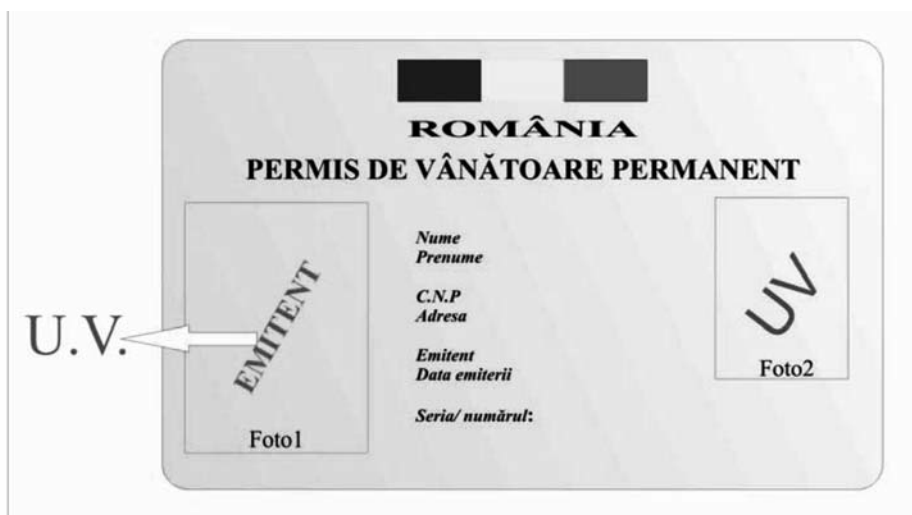 ROMÂNIA
PERMIS DE VÂNĂTOARE PERMANENT
U.V.
EMITENT
Foto1
Nume
Prenume
C.N.P
Adresa
Emitent
Data emiterii
Seria/ numărul:
UV
Foto2